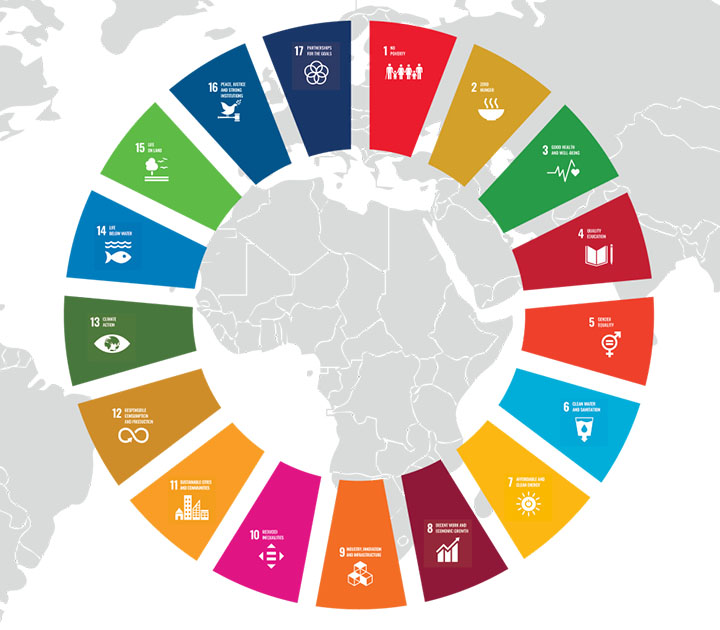 1 NO
POVERTY
2 ZERO
HUNGER
3 GOOD HEALTH
AND WELL-BEING
4 QUALITY
EDUCATION
5 GENDER
EQUALITY
6 CLEAN WATER
AND SANITATION
7 AFFORDABLE AND
CLEAN ENERGY
8 DECENT WORK AND
ECONOMIC GROWTH
9 INDUSTRY, INNOVATION
AND INFRASTRUCTURE
10 REDUCED
INEQUALITIES
11 SUSTAINABLE CITIES
AND COMMUNITIES
12 RESPONSIBLE
CONSUMPTION
AND PRODUCTION
13 CLIMATE
ACTION
14 LIFE
BELOW WATER
15 LIFE
ON LAND
16 PEACE, JUSTICE
AND STRONG
INSTITUTIONS
17 PARTNERSHIPS
FOR THE GOALS